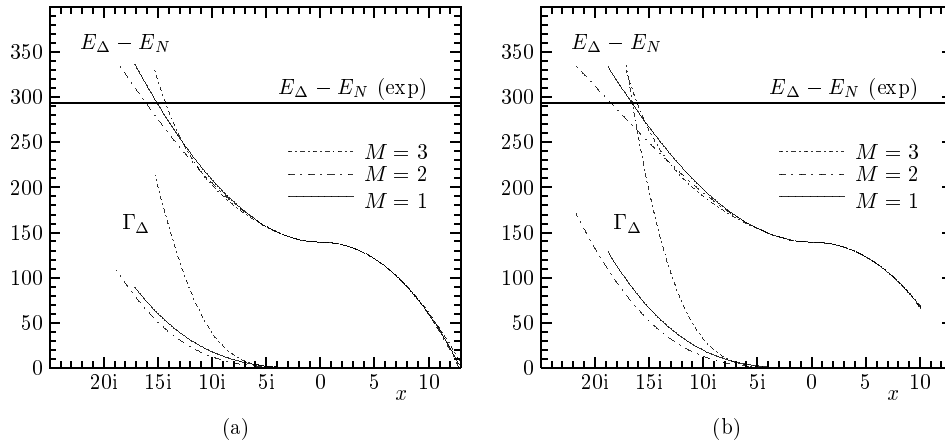 350
300
250
200
150
100
50
0
E_Δ − E_N
E_Δ − E_N (exp)
M = 3
M = 2
M = 1
Γ_Δ
20i 15i 10i 5i 0 5 10
x
(a)
350
300
250
200
150
100
50
0
E_Δ − E_N
E_Δ − E_N (exp)
M = 3
M = 2
M = 1
Γ_Δ
20i 15i 10i 5i 0 5 10
x
(b)